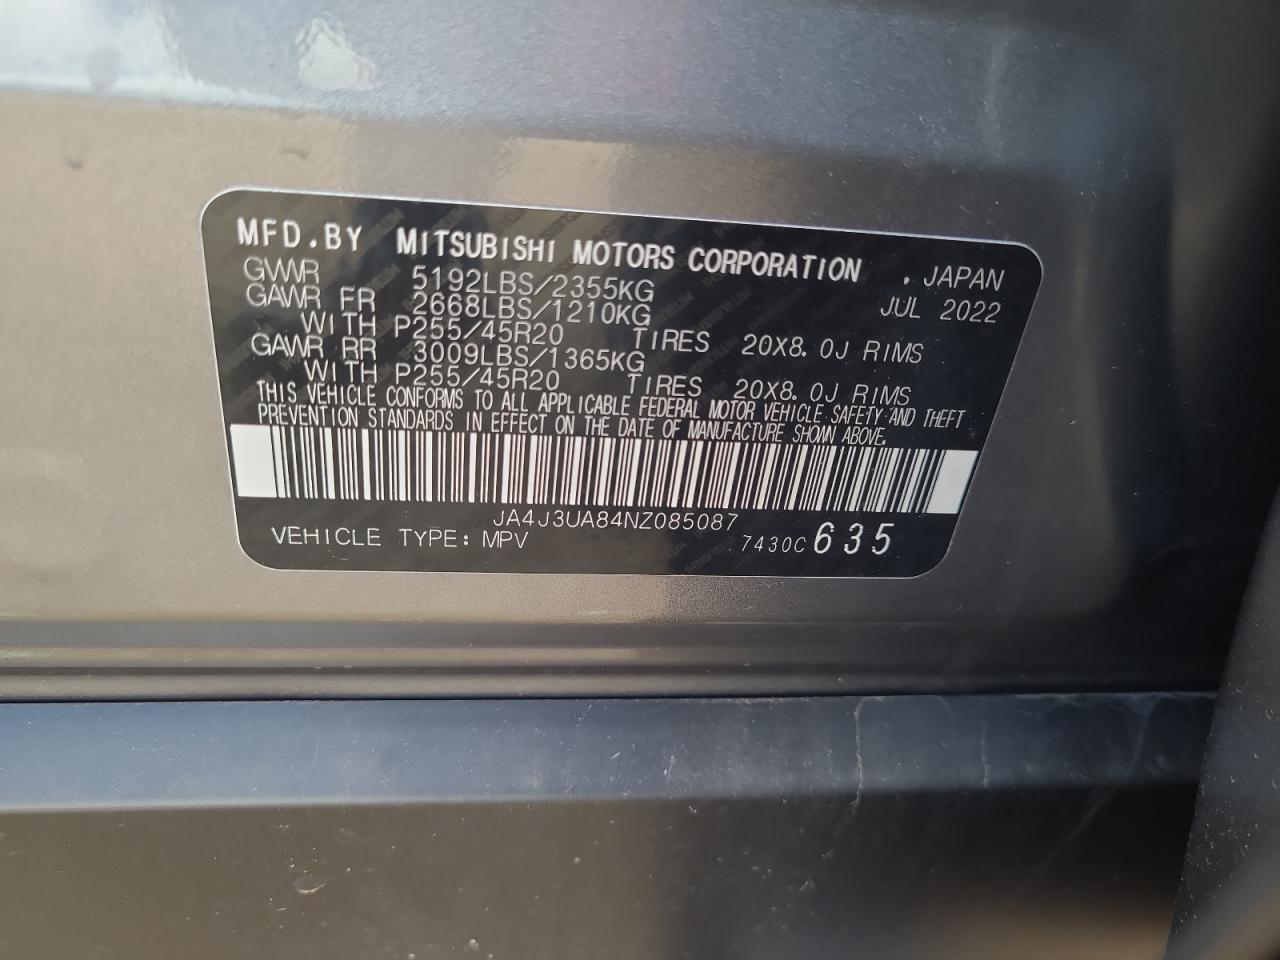 MFD.BY MITSUBISHI MOTORS CORPORATION . JAPAN
GVWR 5192LBS/2355KG JUL 2022
GAWR FR 2668LBS/1210KG
WITH P255/45R20 TIRES 20X8.0J RIMS
GAWR RR 3009LBS/1365KG
WITH P255/45R20 TIRES 20X8.0J RIMS
THIS VEHICLE CONFORMS TO ALL APPLICABLE FEDERAL MOTOR VEHICLE SAFETY AND THEFT
PREVENTION STANDARDS IN EFFECT ON THE DATE OF MANUFACTURE SHOWN ABOVE.
JA4J3UA84NZ085087
VEHICLE TYPE: MPV 7430C 635